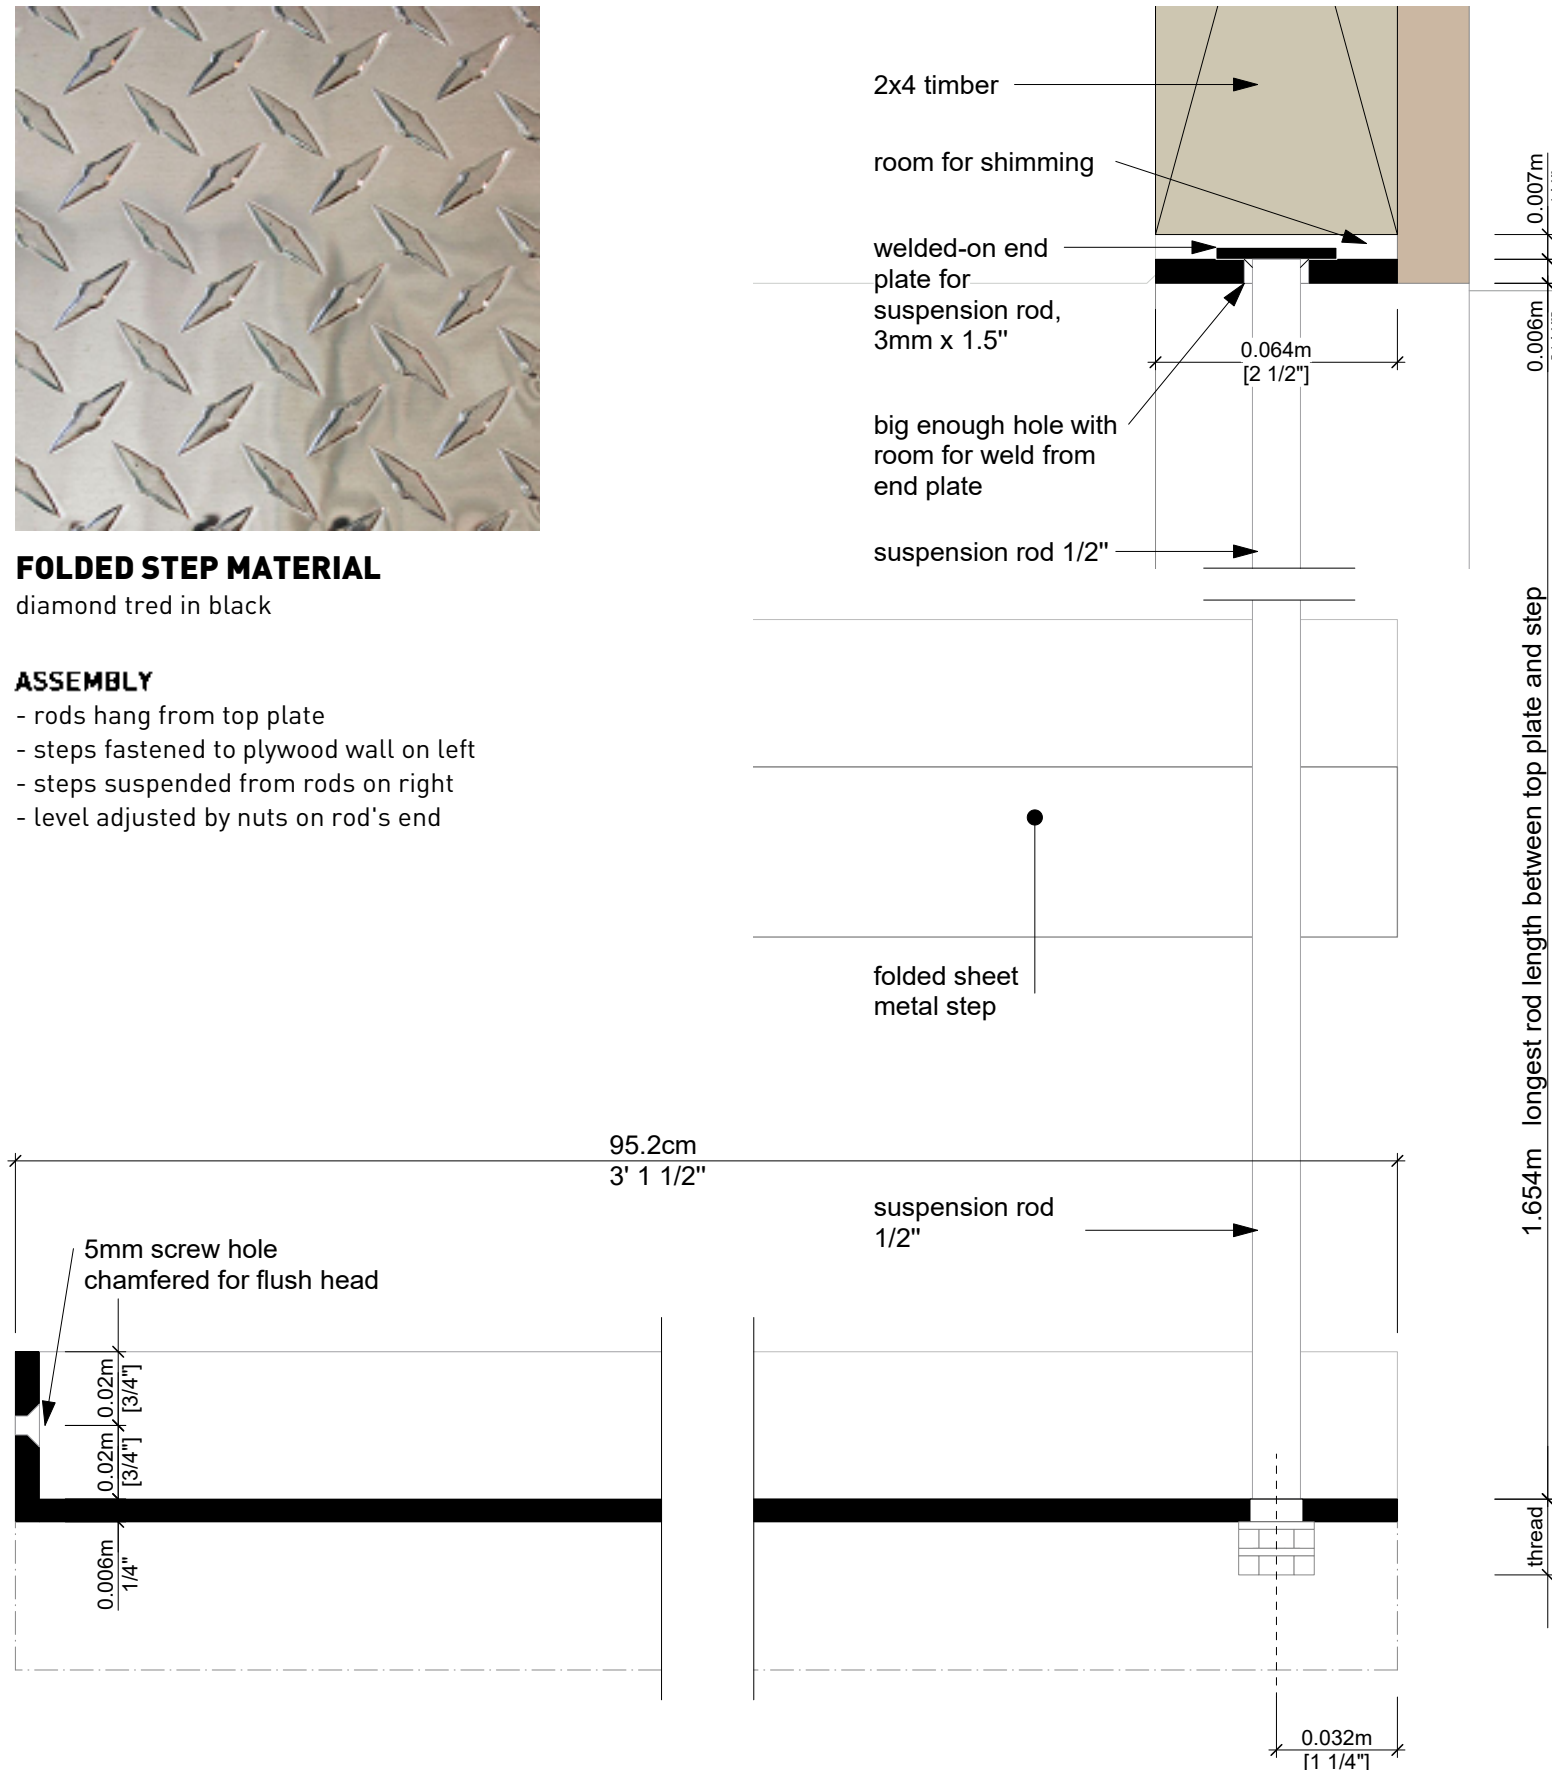 2x4 timber
room for shimming
welded-on end
plate for
suspension rod,
3mm x 1.5"
0.064m
[2 1/2"]
big enough hole with
room for weld from
end plate
suspension rod 1/2"
0.007m
0.006m
FOLDED STEP MATERIAL
diamond tred in black
ASSEMBLY
- rods hang from top plate
- steps fastened to plywood wall on left
- steps suspended from rods on right
- level adjusted by nuts on rod's end
folded sheet
metal step
1.654m longest rod length between top plate and step
95.2cm
3' 1 1/2"
suspension rod
1/2"
5mm screw hole
chamfered for flush head
0.02m
[3/4"]
0.02m
[3/4"]
0.006m
1/4"
thread
0.032m
[1 1/4"]